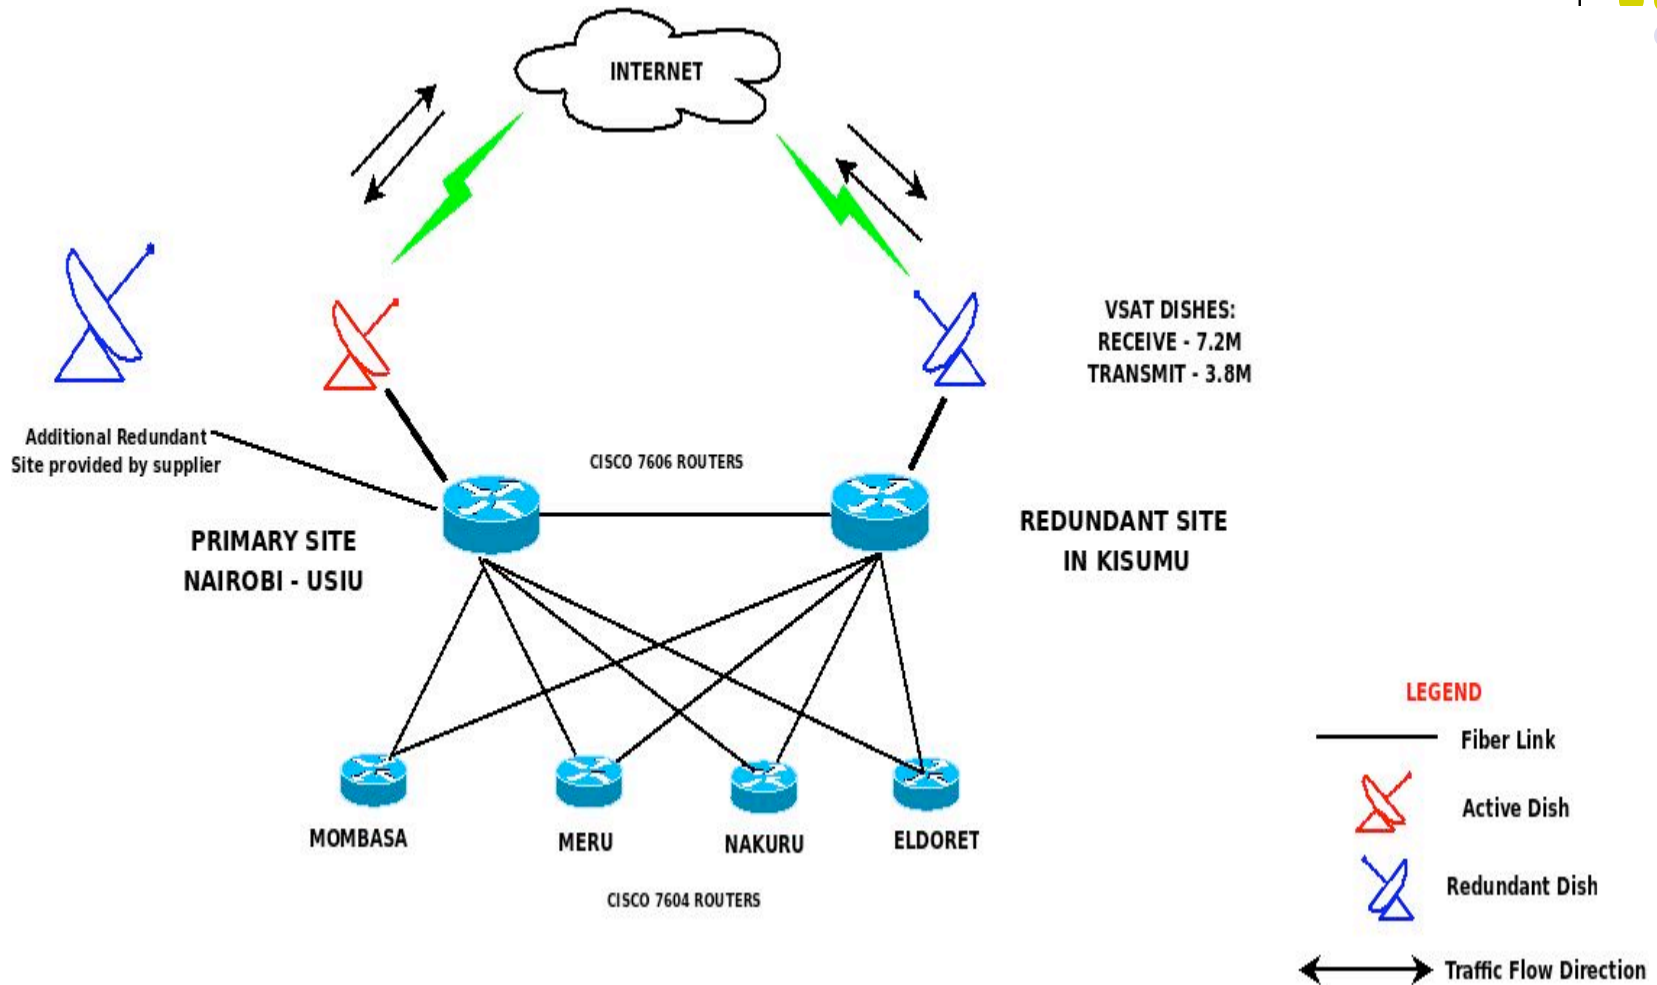 INTERNET
VSAT DISHES:
RECEIVE - 7.2M
TRANSMIT - 3.8M
Additional Redundant
Site provided by supplier
CISCO 7606 ROUTERS
PRIMARY SITE
NAIROBI - USIU
REDUNDANT SITE
IN KISUMU
MOMBASA
MERU
NAKURU
ELDORET
CISCO 7604 ROUTERS
LEGEND
Fiber Link
Active Dish
Redundant Dish
Traffic Flow Direction